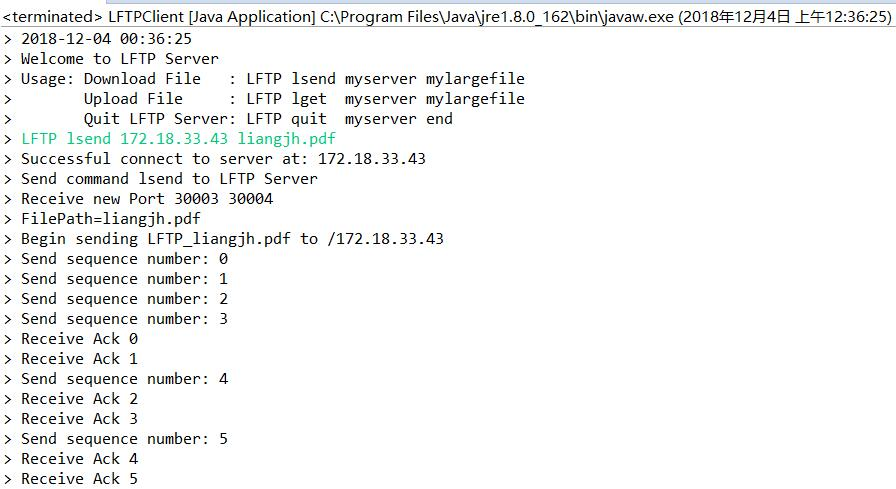 <terminated> LFTPClient [Java Application] C:\Program Files\Java\jre1.8.0_162\bin\javaw.exe (2018年12月4日 上午12:36:25)
> 2018-12-04 00:36:25
> Welcome to LFTP Server
> Usage: Download File   : LFTP lsend myserver mylargefile
>        Upload File     : LFTP lget  myserver mylargefile
>        Quit LFTP Server: LFTP quit  myserver end
> LFTP lsend 172.18.33.43 liangjh.pdf
> Successful connect to server at: 172.18.33.43
> Send command lsend to LFTP Server
> Receive new Port 30003 30004
> FilePath=liangjh.pdf
> Begin sending LFTP_liangjh.pdf to /172.18.33.43
> Send sequence number: 0
> Send sequence number: 1
> Send sequence number: 2
> Send sequence number: 3
> Receive Ack 0
> Receive Ack 1
> Send sequence number: 4
> Receive Ack 2
> Receive Ack 3
> Send sequence number: 5
> Receive Ack 4
> Receive Ack 5